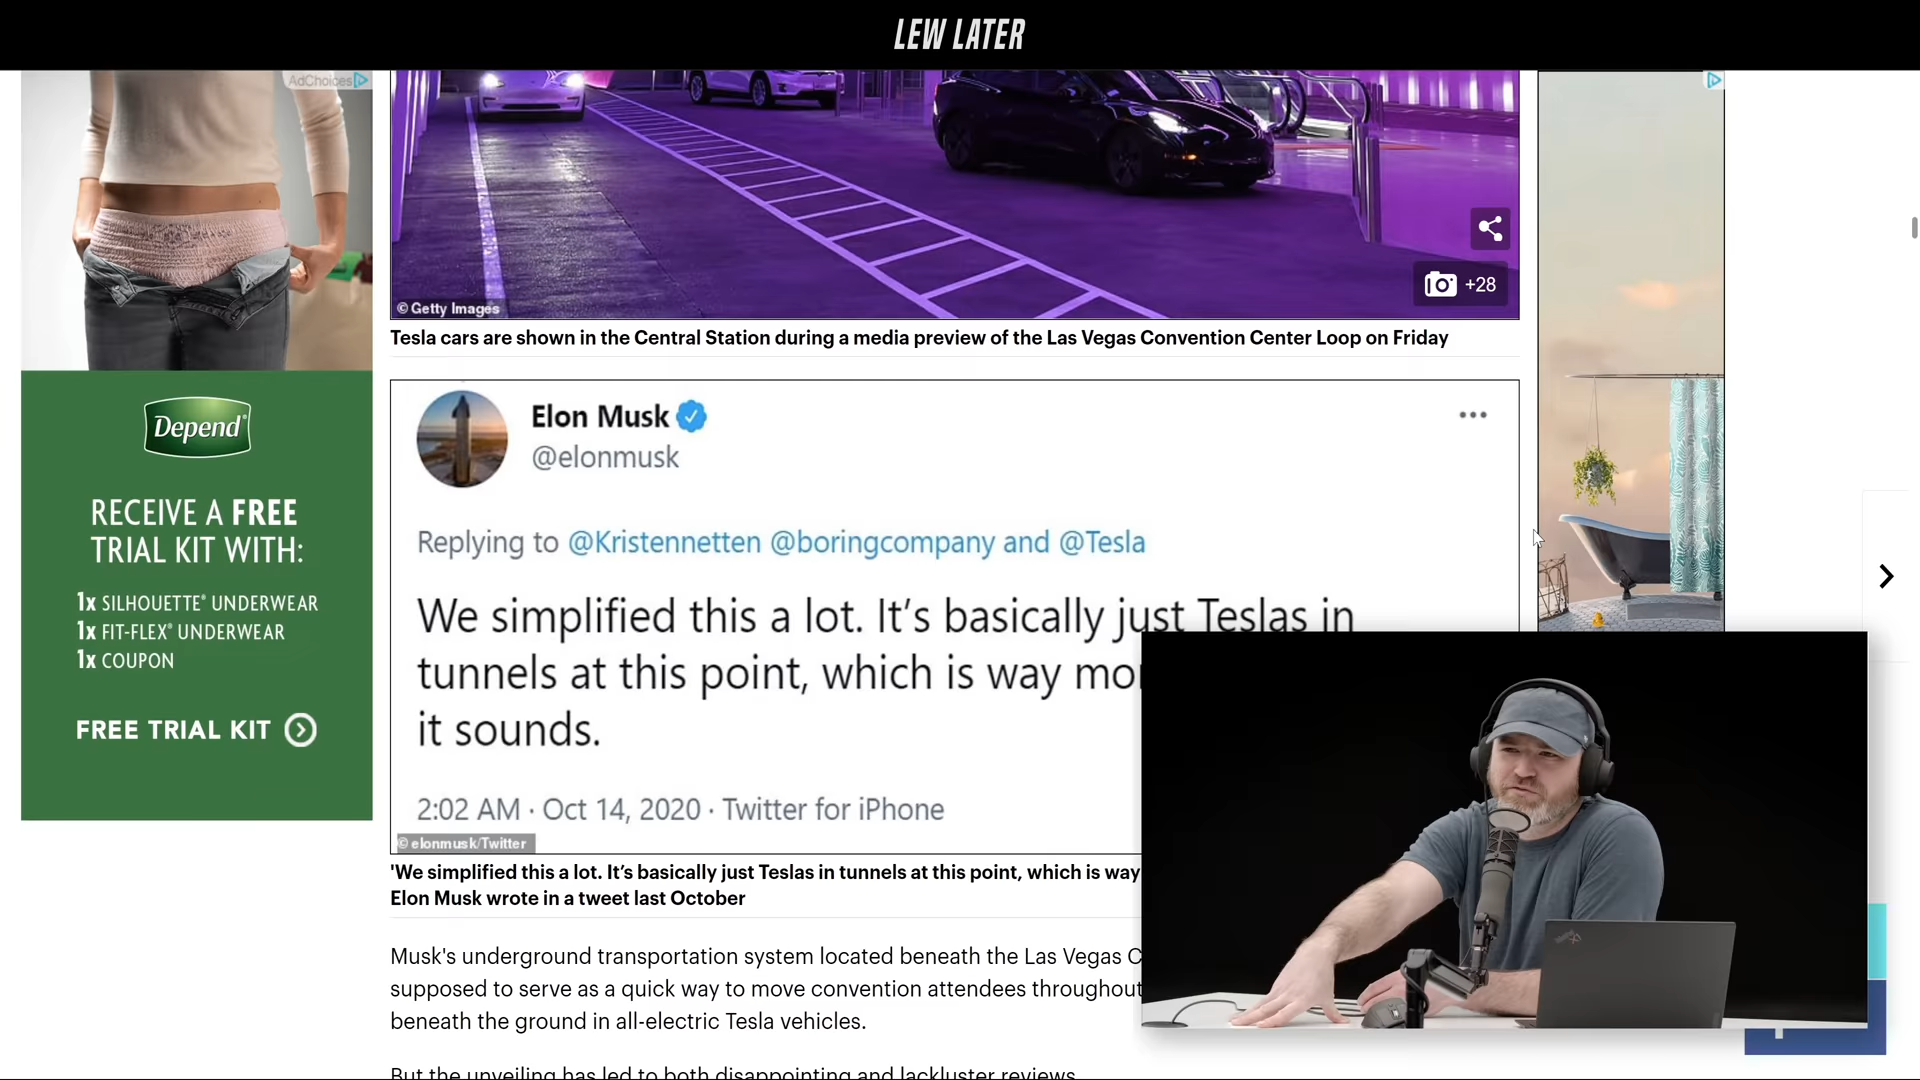 LEW LATER
AdChoices
© Getty Images
+28
Tesla cars are shown in the Central Station during a media preview of the Las Vegas Convention Center Loop on Friday
Depend®
RECEIVE A FREE
TRIAL KIT WITH:
1x SILHOUETTE® UNDERWEAR
1x FIT-FLEX® UNDERWEAR
1x COUPON
FREE TRIAL KIT
Elon Musk
@elonmusk
Replying to @Kristennetten @boringcompany and @Tesla
We simplified this a lot. It’s basically just Teslas in
tunnels at this point, which is way
it sounds.
2:02 AM · Oct 14, 2020 · Twitter for iPhone
© elonmusk/Twitter
'We simplified this a lot. It’s basically just Teslas in tunnels at this point, which is way
Elon Musk wrote in a tweet last October
Musk's underground transportation system located beneath the Las Vegas C
supposed to serve as a quick way to move convention attendees throughout
beneath the ground in all-electric Tesla vehicles.
But the unveiling has led to both disappointing and lackluster reviews